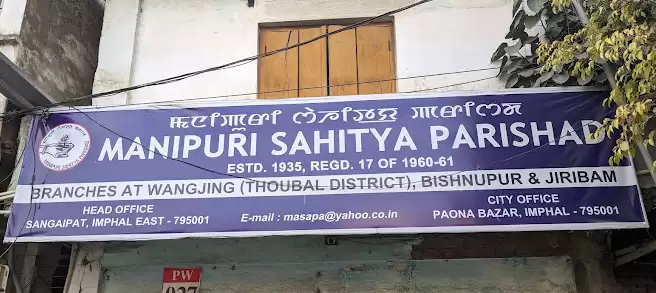 MANIPURI SAHITYA PARISHAD
ESTD. 1935, REGD. 17 OF 1960-61
BRANCHES AT WANGJING (THOUBAL DISTRICT), BISHNUPUR & JIRIBAM
HEAD OFFICE
SANGAIPAT, IMPHAL EAST - 795001
E-mail : masapa@yahoo.co.in
CITY OFFICE
PAONA BAZAR, IMPHAL - 795001
PW
927